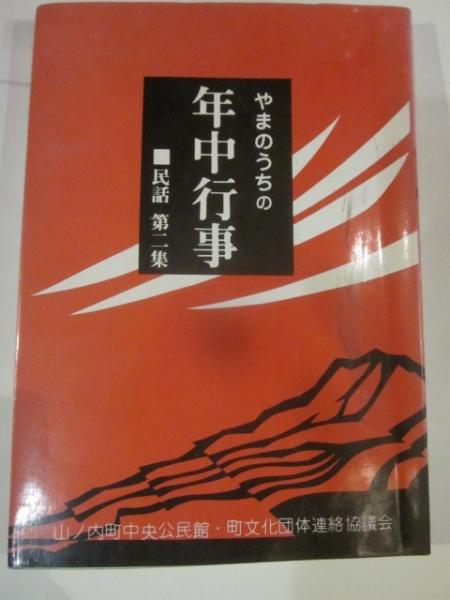 やまのうちの
年中行事
■民話 第二集
山ノ内町中央公民館・町文化団体連絡協議会